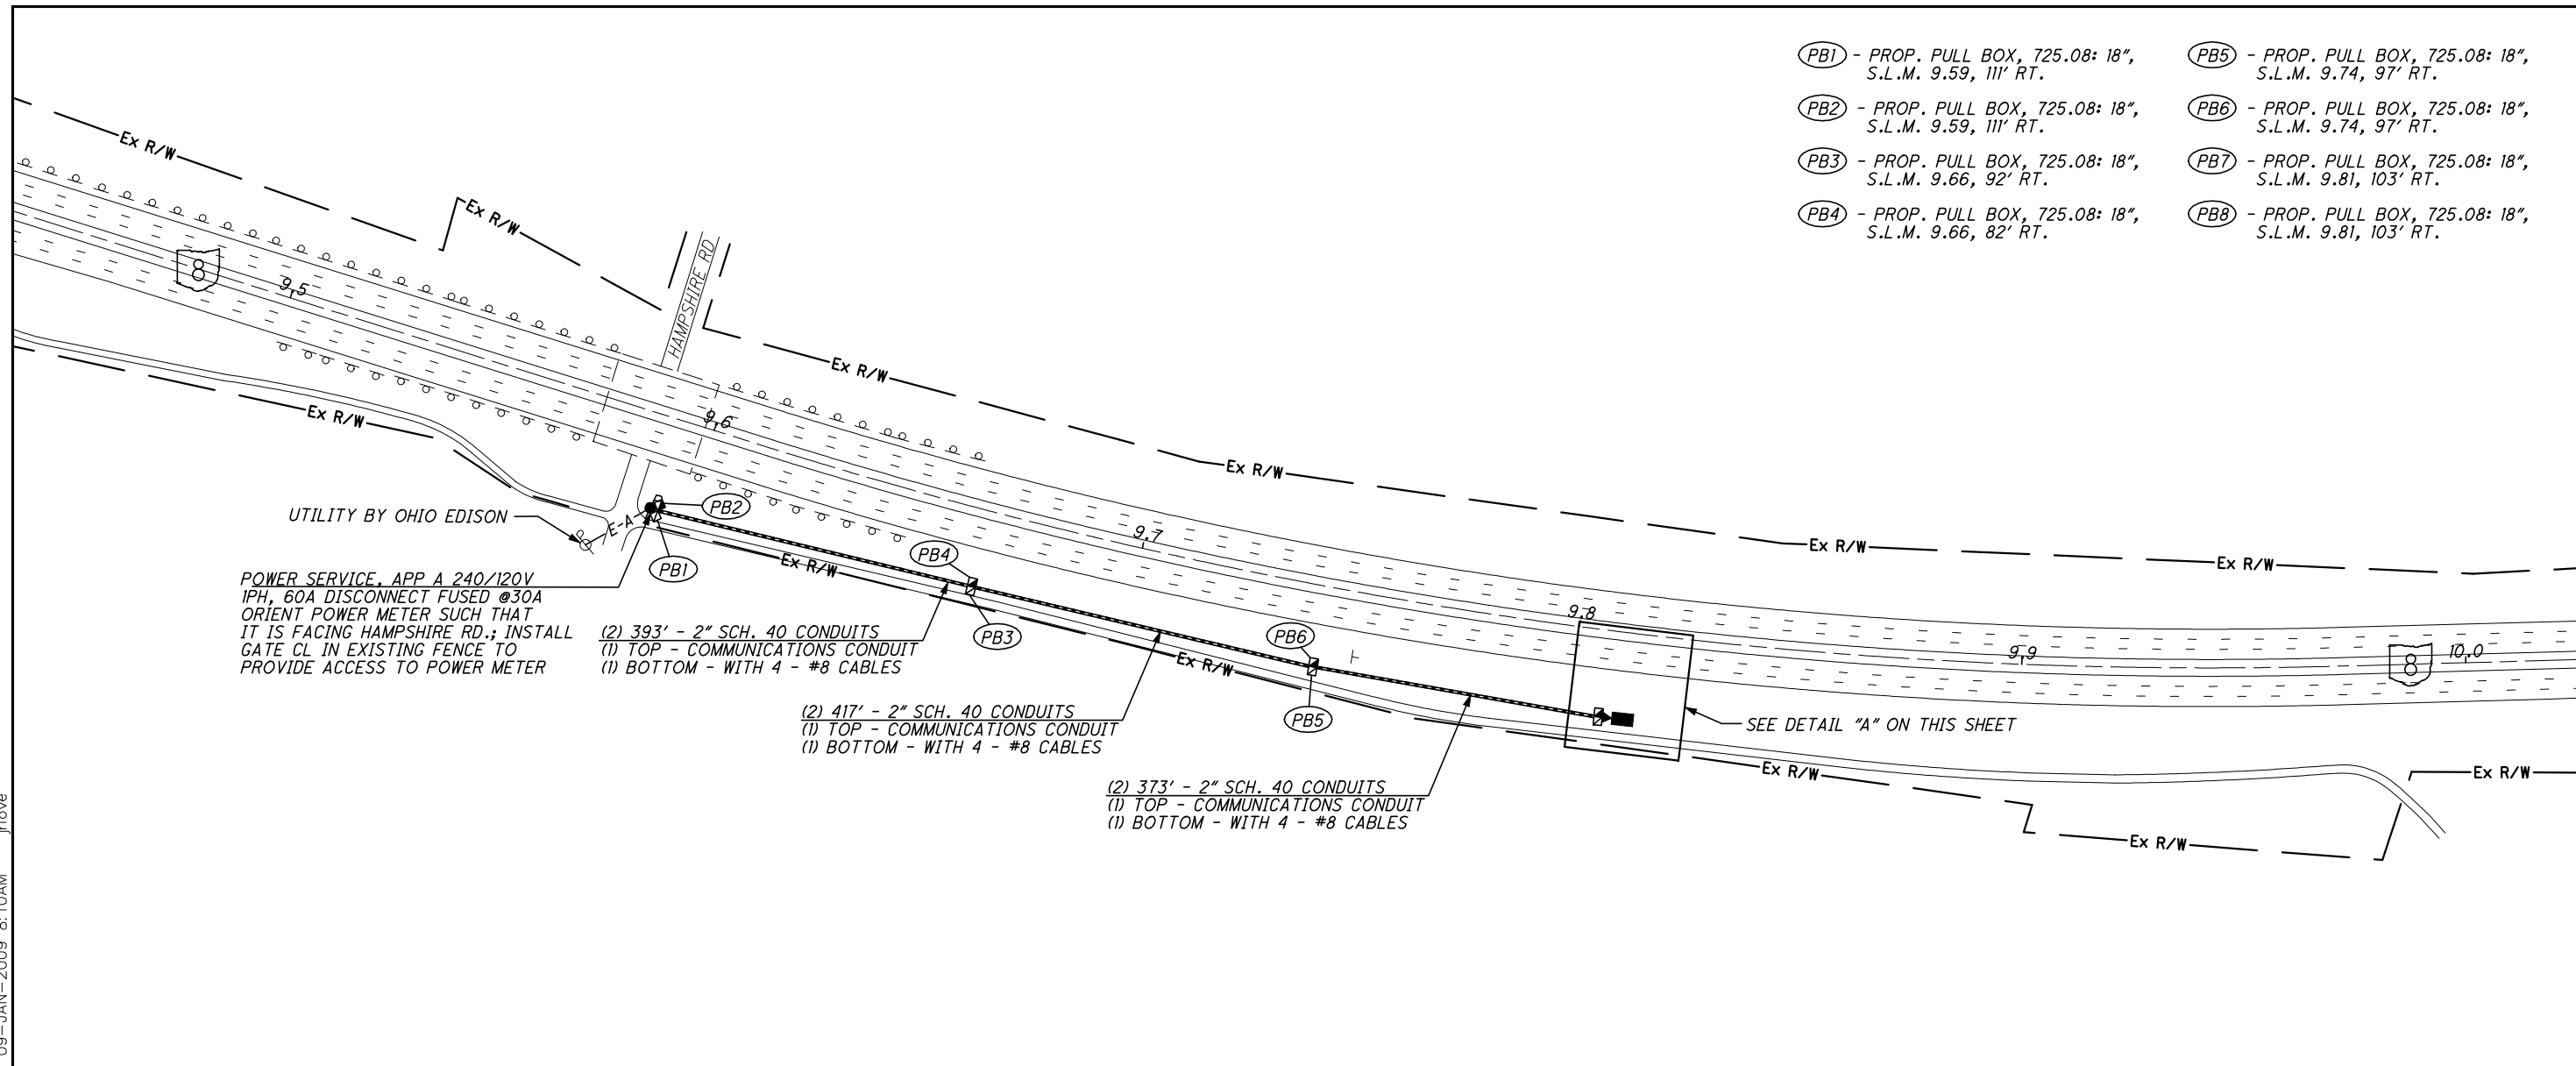 PB1 - PROP. PULL BOX, 725.08: 18",
S.L.M. 9.59, 111' RT.
PB2 - PROP. PULL BOX, 725.08: 18",
S.L.M. 9.59, 111' RT.
PB3 - PROP. PULL BOX, 725.08: 18",
S.L.M. 9.66, 92' RT.
PB4 - PROP. PULL BOX, 725.08: 18",
S.L.M. 9.66, 82' RT.
PB5 - PROP. PULL BOX, 725.08: 18",
S.L.M. 9.74, 97' RT.
PB6 - PROP. PULL BOX, 725.08: 18",
S.L.M. 9.74, 97' RT.
PB7 - PROP. PULL BOX, 725.08: 18",
S.L.M. 9.81, 103' RT.
PB8 - PROP. PULL BOX, 725.08: 18",
S.L.M. 9.81, 103' RT.
Ex R/W
Ex R/W
8
9.5
HAMPSHIRE RD
Ex R/W
Ex R/W
9.6
Ex R/W
9.7
Ex R/W
Ex R/W
UTILITY BY OHIO EDISON
E-A
P
PB2
PB1
Ex R/W
PB4
PB3
POWER SERVICE, APP A 240/120V
1PH, 60A DISCONNECT FUSED @30A
ORIENT POWER METER SUCH THAT
IT IS FACING HAMPSHIRE RD.; INSTALL
GATE CL IN EXISTING FENCE TO
PROVIDE ACCESS TO POWER METER
(2) 393' - 2" SCH. 40 CONDUITS
(1) TOP - COMMUNICATIONS CONDUIT
(1) BOTTOM - WITH 4 - #8 CABLES
PB6
PB5
Ex R/W
9.8
9.9
8
10.0
(2) 417' - 2" SCH. 40 CONDUITS
(1) TOP - COMMUNICATIONS CONDUIT
(1) BOTTOM - WITH 4 - #8 CABLES
SEE DETAIL "A" ON THIS SHEET
Ex R/W
Ex R/W
(2) 373' - 2" SCH. 40 CONDUITS
(1) TOP - COMMUNICATIONS CONDUIT
(1) BOTTOM - WITH 4 - #8 CABLES
Ex R/W
09-JAN-2009 8:10AM jhove